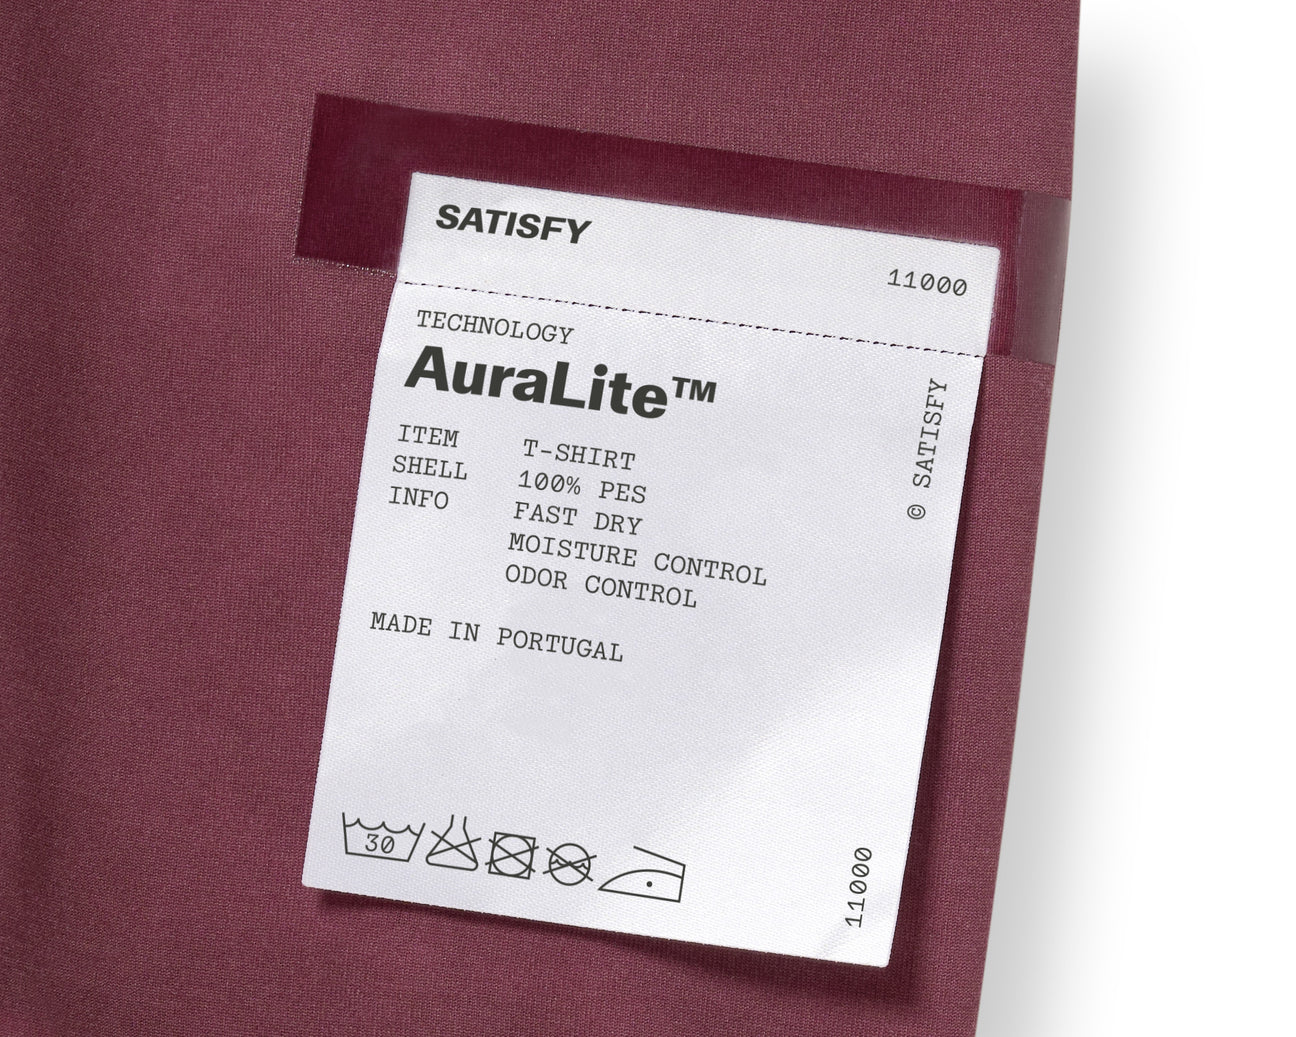 SATISFY
11000
TECHNOLOGY
AuraLite™
ITEM T-SHIRT
SHELL 100% PES
INFO FAST DRY
MOISTURE CONTROL
ODOR CONTROL
MADE IN PORTUGAL
© SATISFY
30
11000